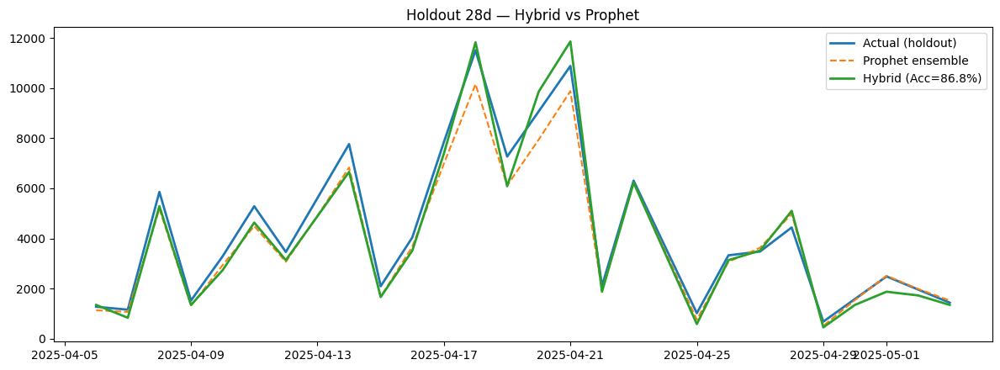 Holdout 28d — Hybrid vs Prophet
Actual (holdout)
Prophet ensemble
Hybrid (Acc=86.8%)
12000
10000
8000
6000
4000
2000
0
2025-04-05 2025-04-09 2025-04-13 2025-04-17 2025-04-21 2025-04-25 2025-04-29 2025-05-01